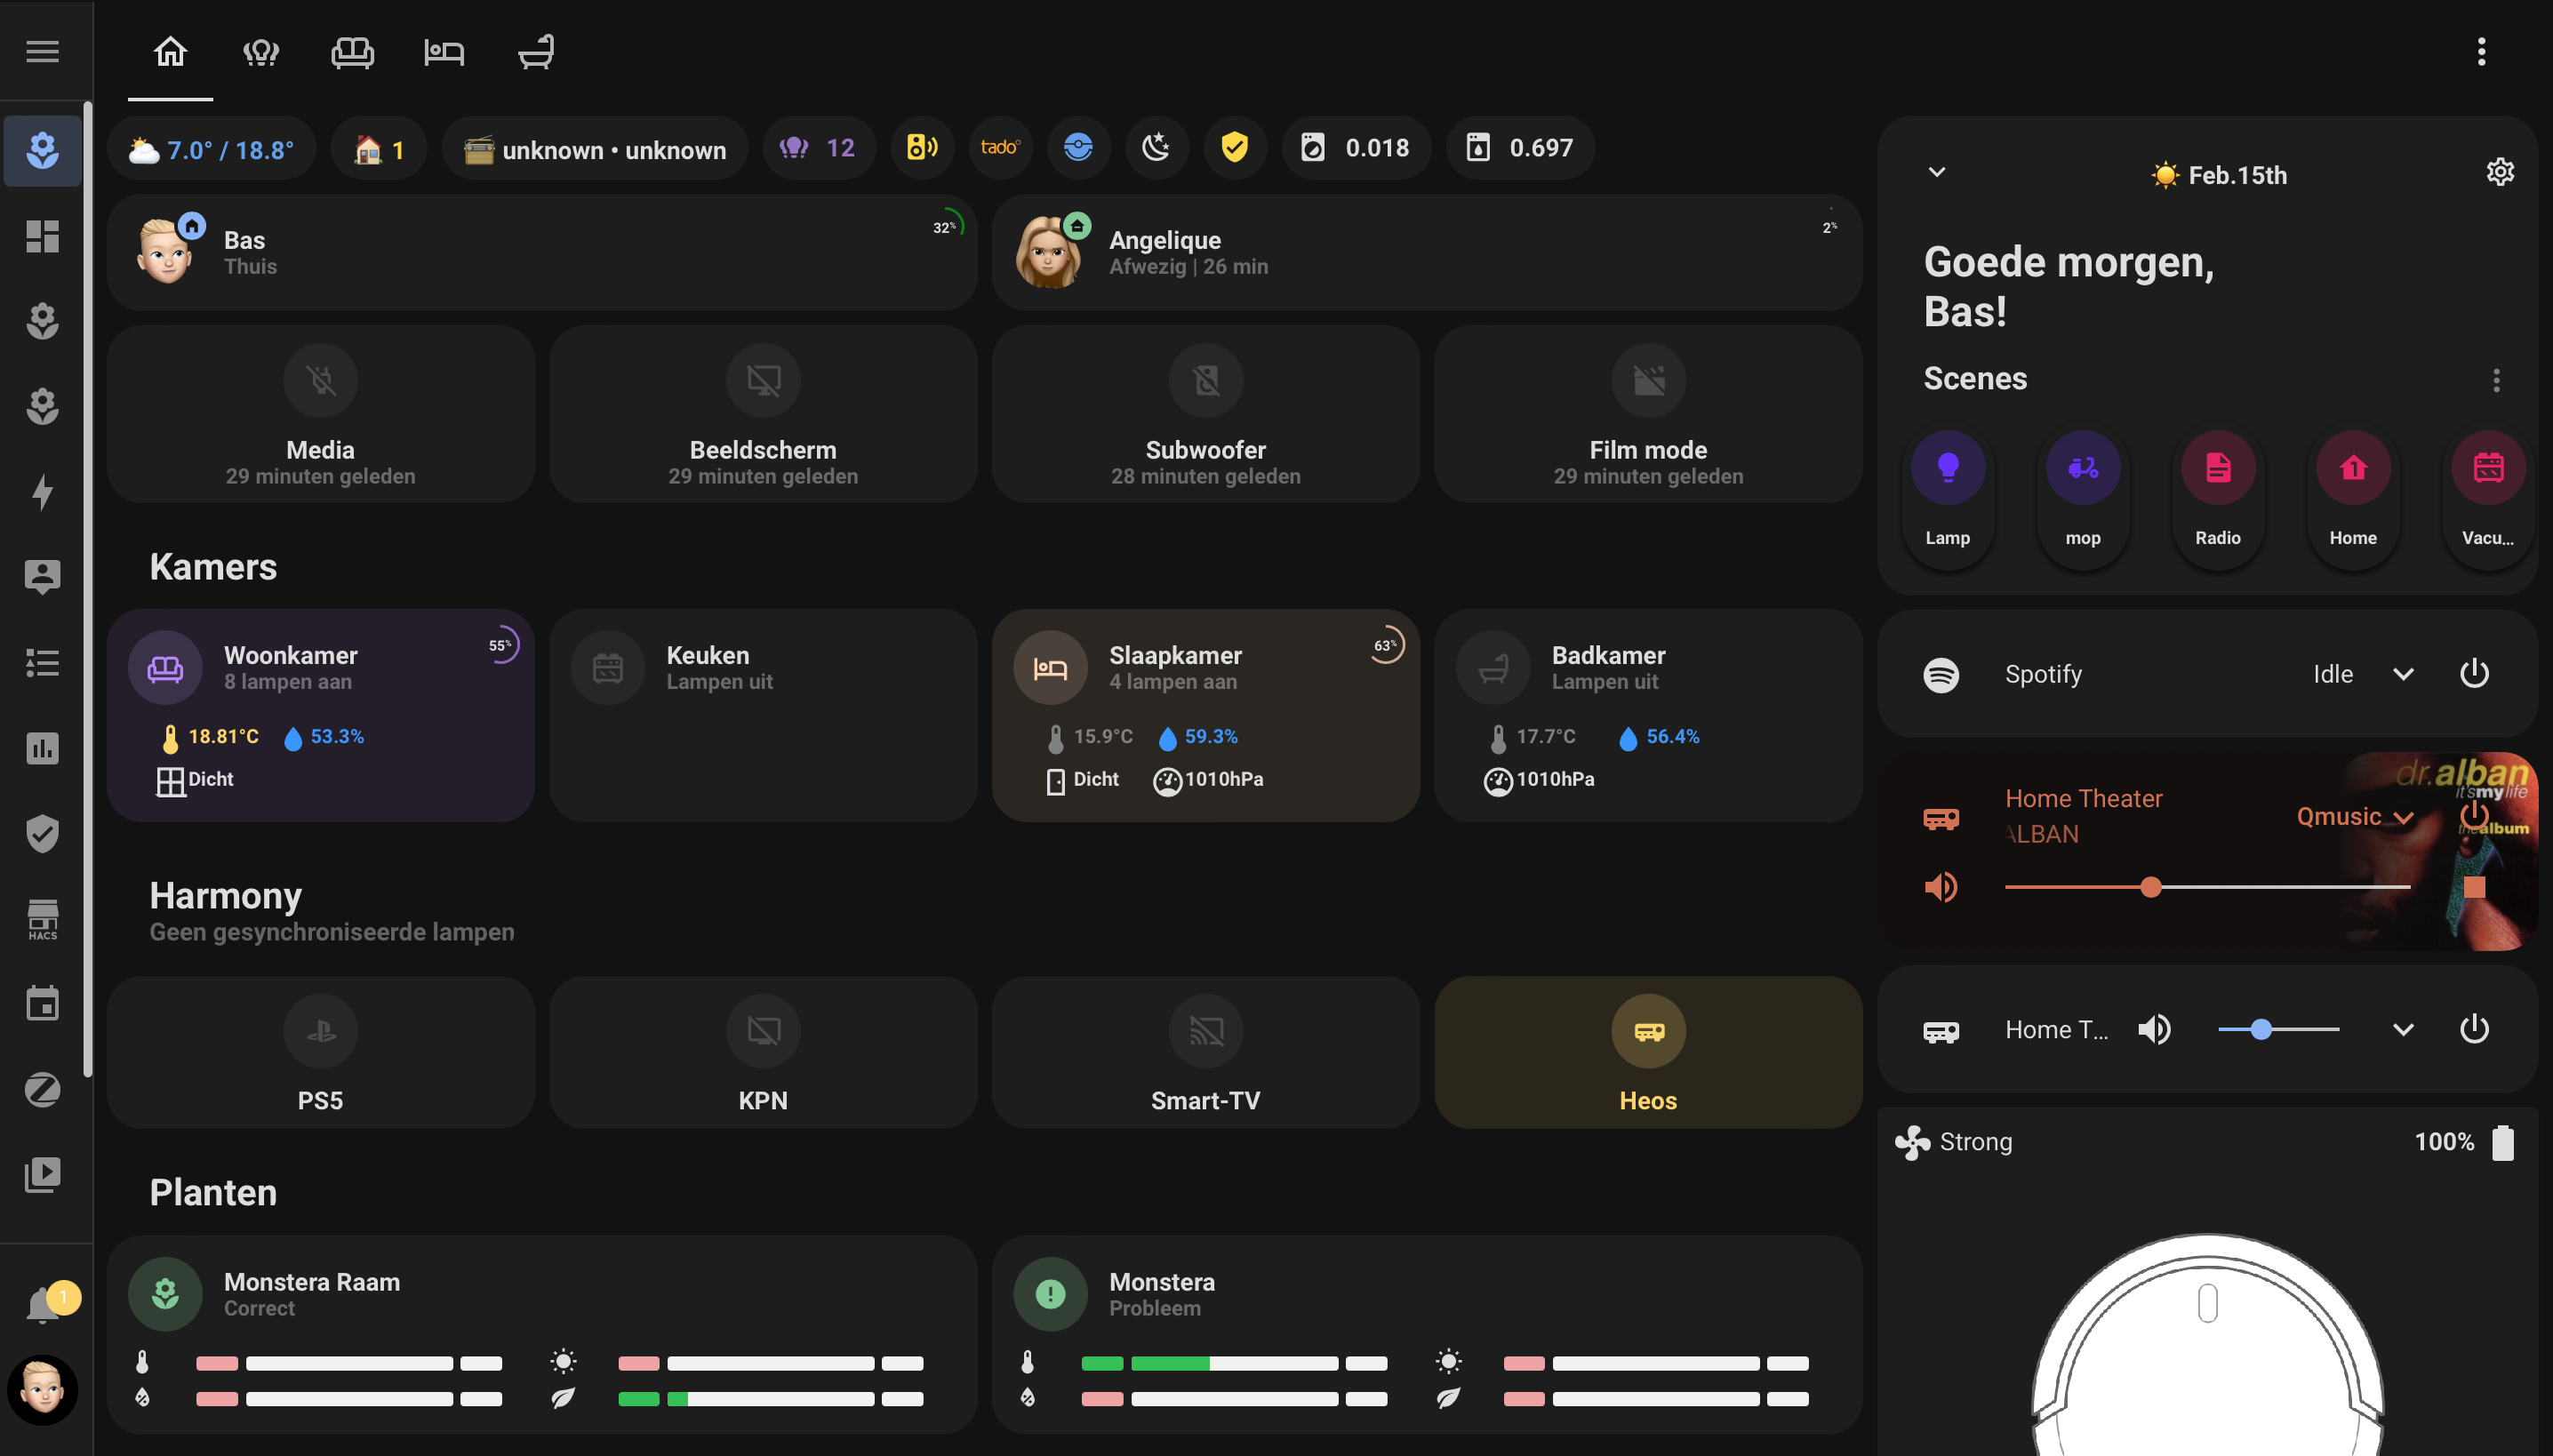 7.0° / 18.8°
1
unknown • unknown
12
tado°
0.018
0.697
Bas
Thuis
32%
Angelique
Afwezig | 26 min
2%
Media
29 minuten geleden
Beeldscherm
29 minuten geleden
Subwoofer
28 minuten geleden
Film mode
29 minuten geleden
Kamers
Woonkamer
8 lampen aan
55%
18.81°C
53.3%
Dicht
Keuken
Lampen uit
Slaapkamer
4 lampen aan
63%
15.9°C
59.3%
Dicht
1010hPa
Badkamer
Lampen uit
17.7°C
56.4%
1010hPa
Harmony
Geen gesynchroniseerde lampen
PS5
KPN
Smart-TV
Heos
Planten
Monstera Raam
Correct
Monstera
Probleem
HACS
1
Feb.15th
Goede morgen,
Bas!
Scenes
Lamp
mop
Radio
1
Home
Vacu...
Spotify
Idle
Home Theater
ALBAN
Qmusic
dr.alban
it's my life
the album
Home T...
Strong
100%